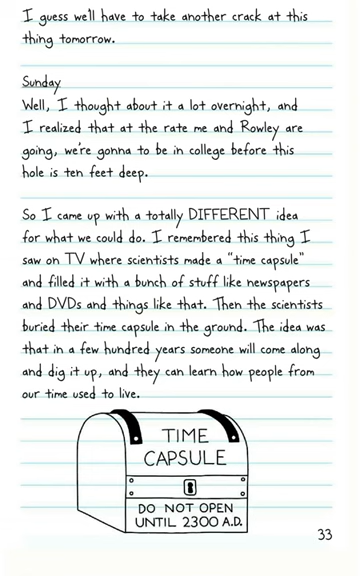 I guess we'll have to take another crack at this
thing tomorrow.
Sunday
Well, I thought about it a lot overnight, and
I realized that at the rate me and Rowley are
going, we're gonna to be in college before this
hole is ten feet deep.
So I came up with a totally DIFFERENT idea
for what we could do. I remembered this thing I
saw on TV where scientists made a "time capsule"
and filled it with a bunch of stuff like newspapers
and DVDs and things like that. Then the scientists
buried their time capsule in the ground. The idea was
that in a few hundred years someone will come along
and dig it up, and they can learn how people from
our time used to live.
TIME
CAPSULE
DO NOT OPEN
UNTIL 2300 A.D.
33